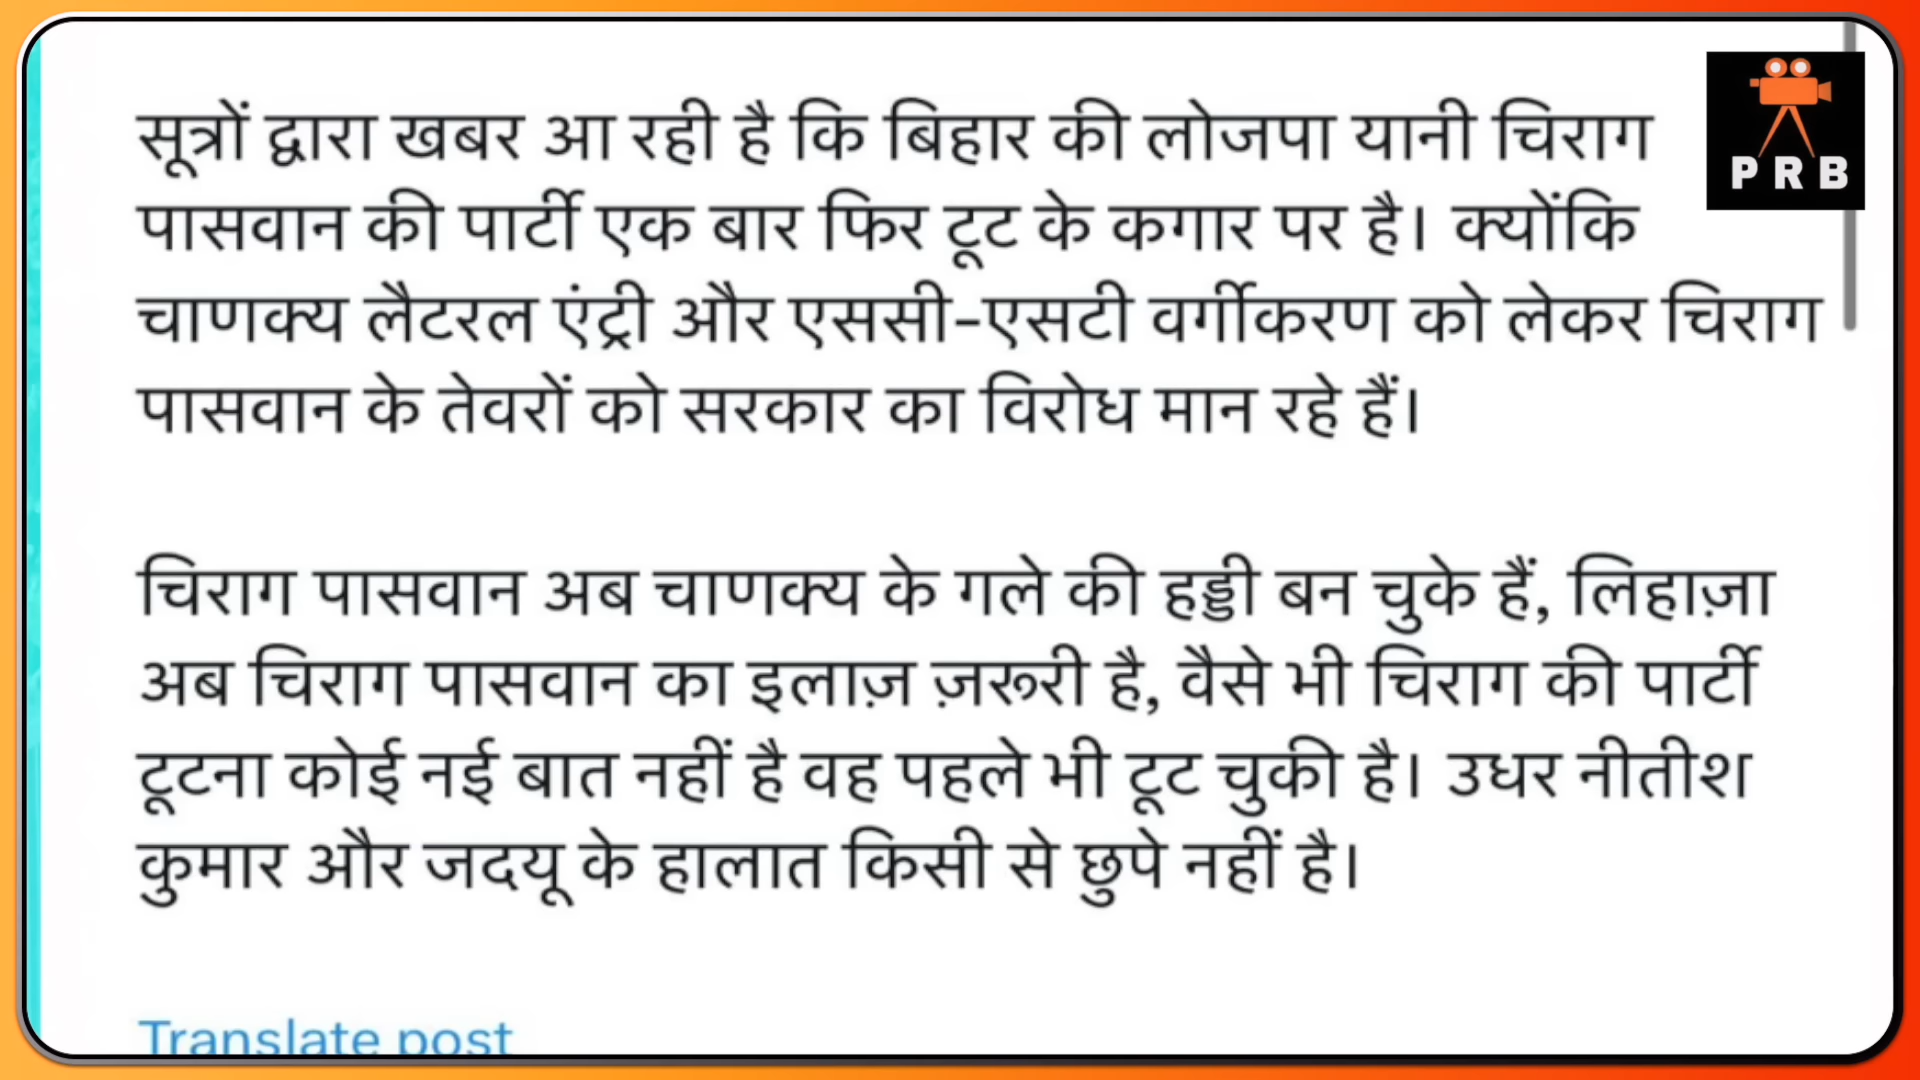 सूत्रों द्वारा खबर आ रही है कि बिहार की लोजपा यानी चिराग
पासवान की पार्टी एक बार फिर टूट के कगार पर है। क्योंकि
चाणक्य लैटरल एंट्री और एससी-एसटी वर्गीकरण को लेकर चिराग
पासवान के तेवरों को सरकार का विरोध मान रहे हैं।
चिराग पासवान अब चाणक्य के गले की हड्डी बन चुके हैं, लिहाज़ा
अब चिराग पासवान का इलाज़ ज़रूरी है, वैसे भी चिराग की पार्टी
टूटना कोई नई बात नहीं है वह पहले भी टूट चुकी है। उधर नीतीश
कुमार और जदयू के हालात किसी से छुपे नहीं है।
Translate post
P R B